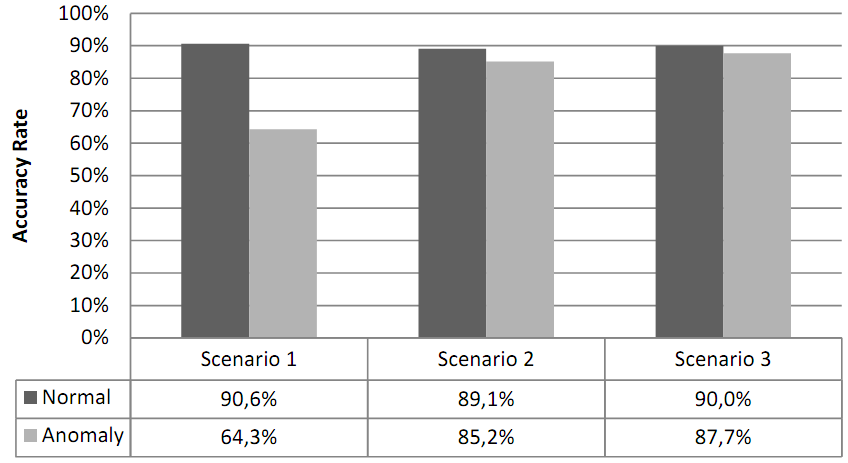 100%
90%
80%
70%
60%
50%
40%
30%
20%
10%
0%
Accuracy Rate
Scenario 1 Scenario 2 Scenario 3
Normal 90,6% 89,1% 90,0%
Anomaly 64,3% 85,2% 87,7%